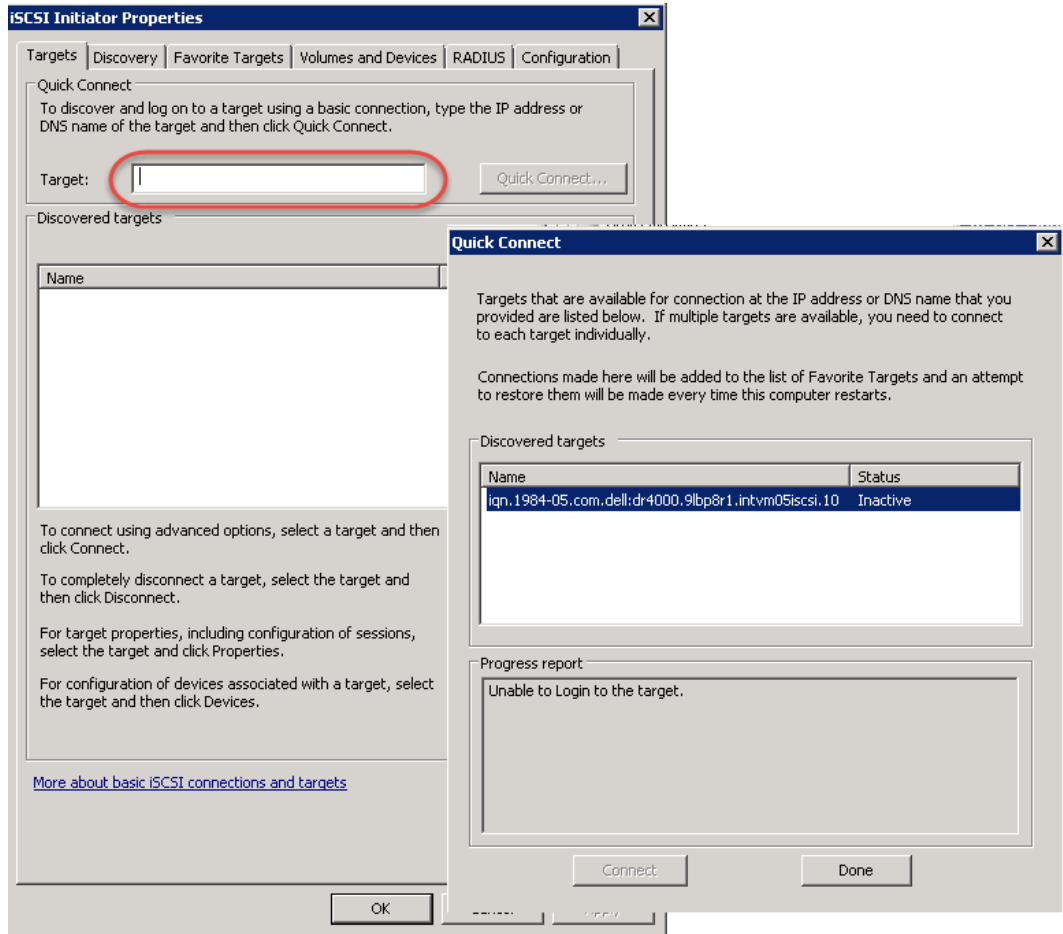 iSCSI Initiator Properties
Targets
Discovery
Favorite Targets
Volumes and Devices
RADIUS
Configuration
Quick Connect
To discover and log on to a target using a basic connection, type the IP address or
DNS name of the target and then click Quick Connect.
Target:
Quick Connect...
Discovered targets
Name
To connect using advanced options, select a target and then
click Connect.
To completely disconnect a target, select the target and
then click Disconnect.
For target properties, including configuration of sessions,
select the target and click Properties.
For configuration of devices associated with a target, select
the target and then click Devices.
More about basic iSCSI connections and targets
OK
Quick Connect
Targets that are available for connection at the IP address or DNS name that you
provided are listed below. If multiple targets are available, you need to connect
to each target individually.
Connections made here will be added to the list of Favorite Targets and an attempt
to restore them will be made every time this computer restarts.
Discovered targets
Name
Status
iqn.1984-05.com.dell:dr4000.9lbp8r1.intvm05iscsi.10
Inactive
Progress report
Unable to Login to the target.
Connect
Done